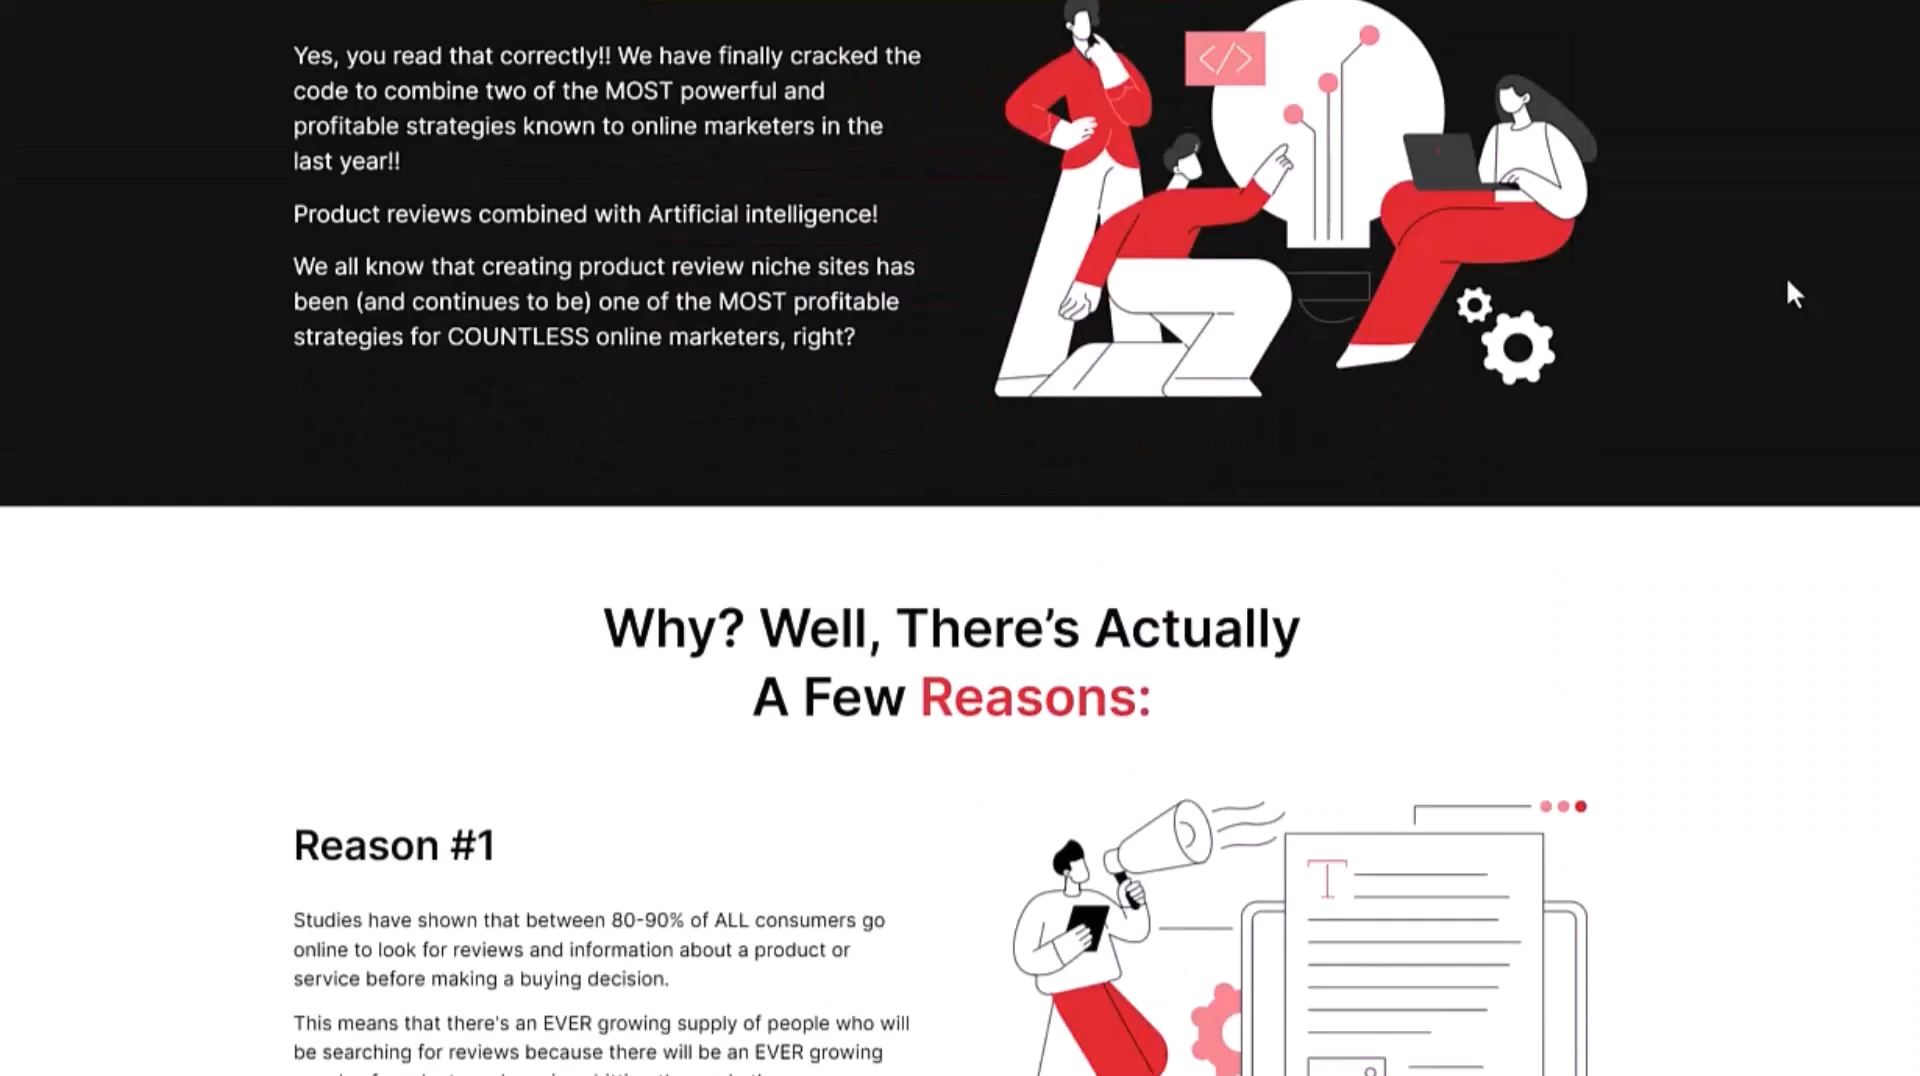 Yes, you read that correctly!! We have finally cracked the
code to combine two of the MOST powerful and
profitable strategies known to online marketers in the
last year!!
Product reviews combined with Artificial intelligence!
We all know that creating product review niche sites has
been (and continues to be) one of the MOST profitable
strategies for COUNTLESS online marketers, right?
</>
Why? Well, There’s Actually
A Few Reasons:
Reason #1
Studies have shown that between 80-90% of ALL consumers go
online to look for reviews and information about a product or
service before making a buying decision.
This means that there's an EVER growing supply of people who will
be searching for reviews because there will be an EVER growing
T